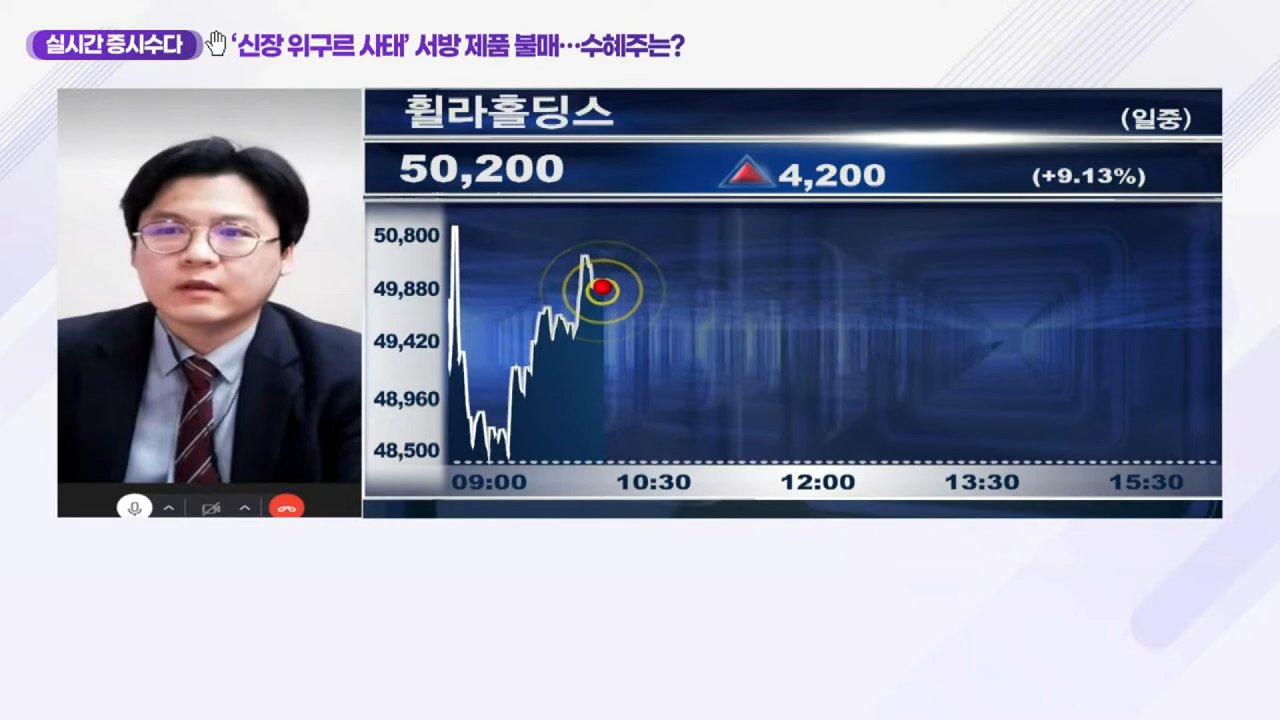 실시간 증시수다 '신장 위구르 사태' 서방 제품 불매…수혜주는?
휠라홀딩스 (일중)
50,200 4,200 (+9.13%)
50,800
49,880
49,420
48,960
48,500
09:00 10:30 12:00 13:30 15:30